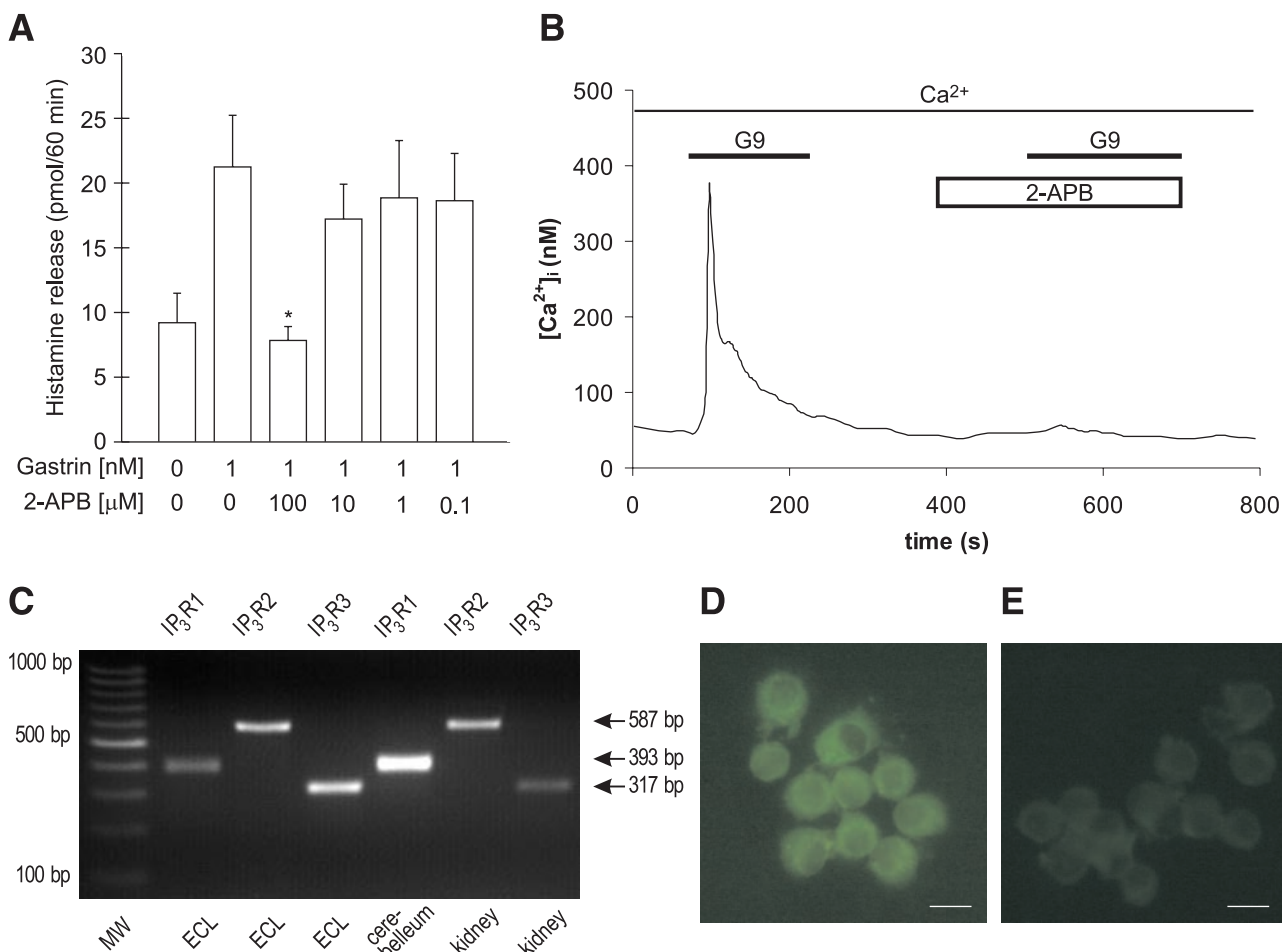 A
Histamine release (pmol/60 min)
30
25
20
15
10
5
0
Gastrin [nM] 0 1 1 1 1 1
2-APB [μM] 0 0 100 10 1 0.1
*
B
[Ca²⁺]ᵢ (nM)
500
400
300
200
100
0
Ca²⁺
G9 G9
2-APB
0 200 400 600 800
time (s)
C
IP₃R1 IP₃R2 IP₃R3 IP₃R1 IP₃R2 IP₃R3
1000 bp
500 bp
100 bp
587 bp
393 bp
317 bp
MW ECL ECL ECL cere- kidney kidney
belleum
D
E